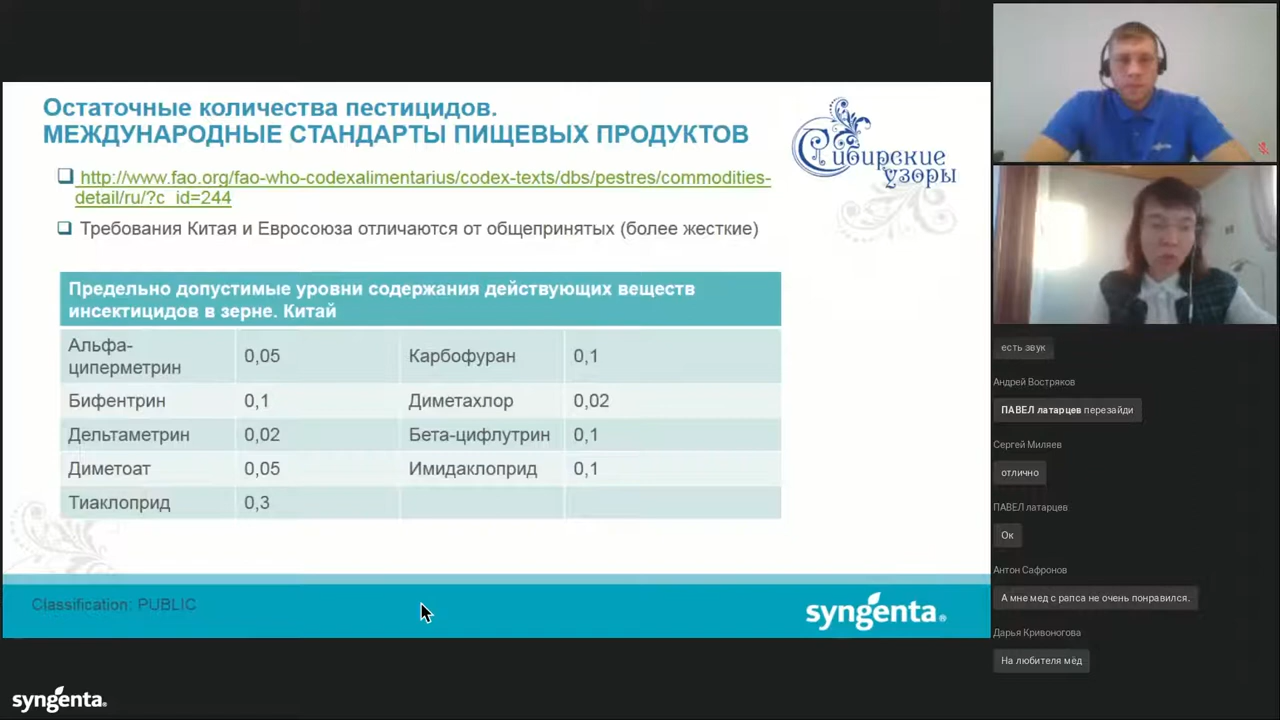 Остаточные количества пестицидов.
МЕЖДУНАРОДНЫЕ СТАНДАРТЫ ПИЩЕВЫХ ПРОДУКТОВ
Сибирские
узоры
http://www.fao.org/fao-who-codexalimentarius/codex-texts/dbs/pestres/commodities-
detail/ru/?c_id=244
Требования Китая и Евросоюза отличаются от общепринятых (более жесткие)
Предельно допустимые уровни содержания действующих веществ
инсектицидов в зерне. Китай
Альфа-
циперметрин 0,05 Карбофуран 0,1
Бифентрин 0,1 Диметахлор 0,02
Дельтаметрин 0,02 Бета-цифлутрин 0,1
Диметоат 0,05 Имидаклоприд 0,1
Тиаклоприд 0,3
Classification: PUBLIC
syngenta.
syngenta.
есть звук
Андрей Востряков
ПАВЕЛ латарцев перезайди
Сергей Миляев
отлично
ПАВЕЛ латарцев
Ок
Антон Сафронов
А мне мед с рапса не очень понравился.
Дарья Кривоногова
На любителя мёд